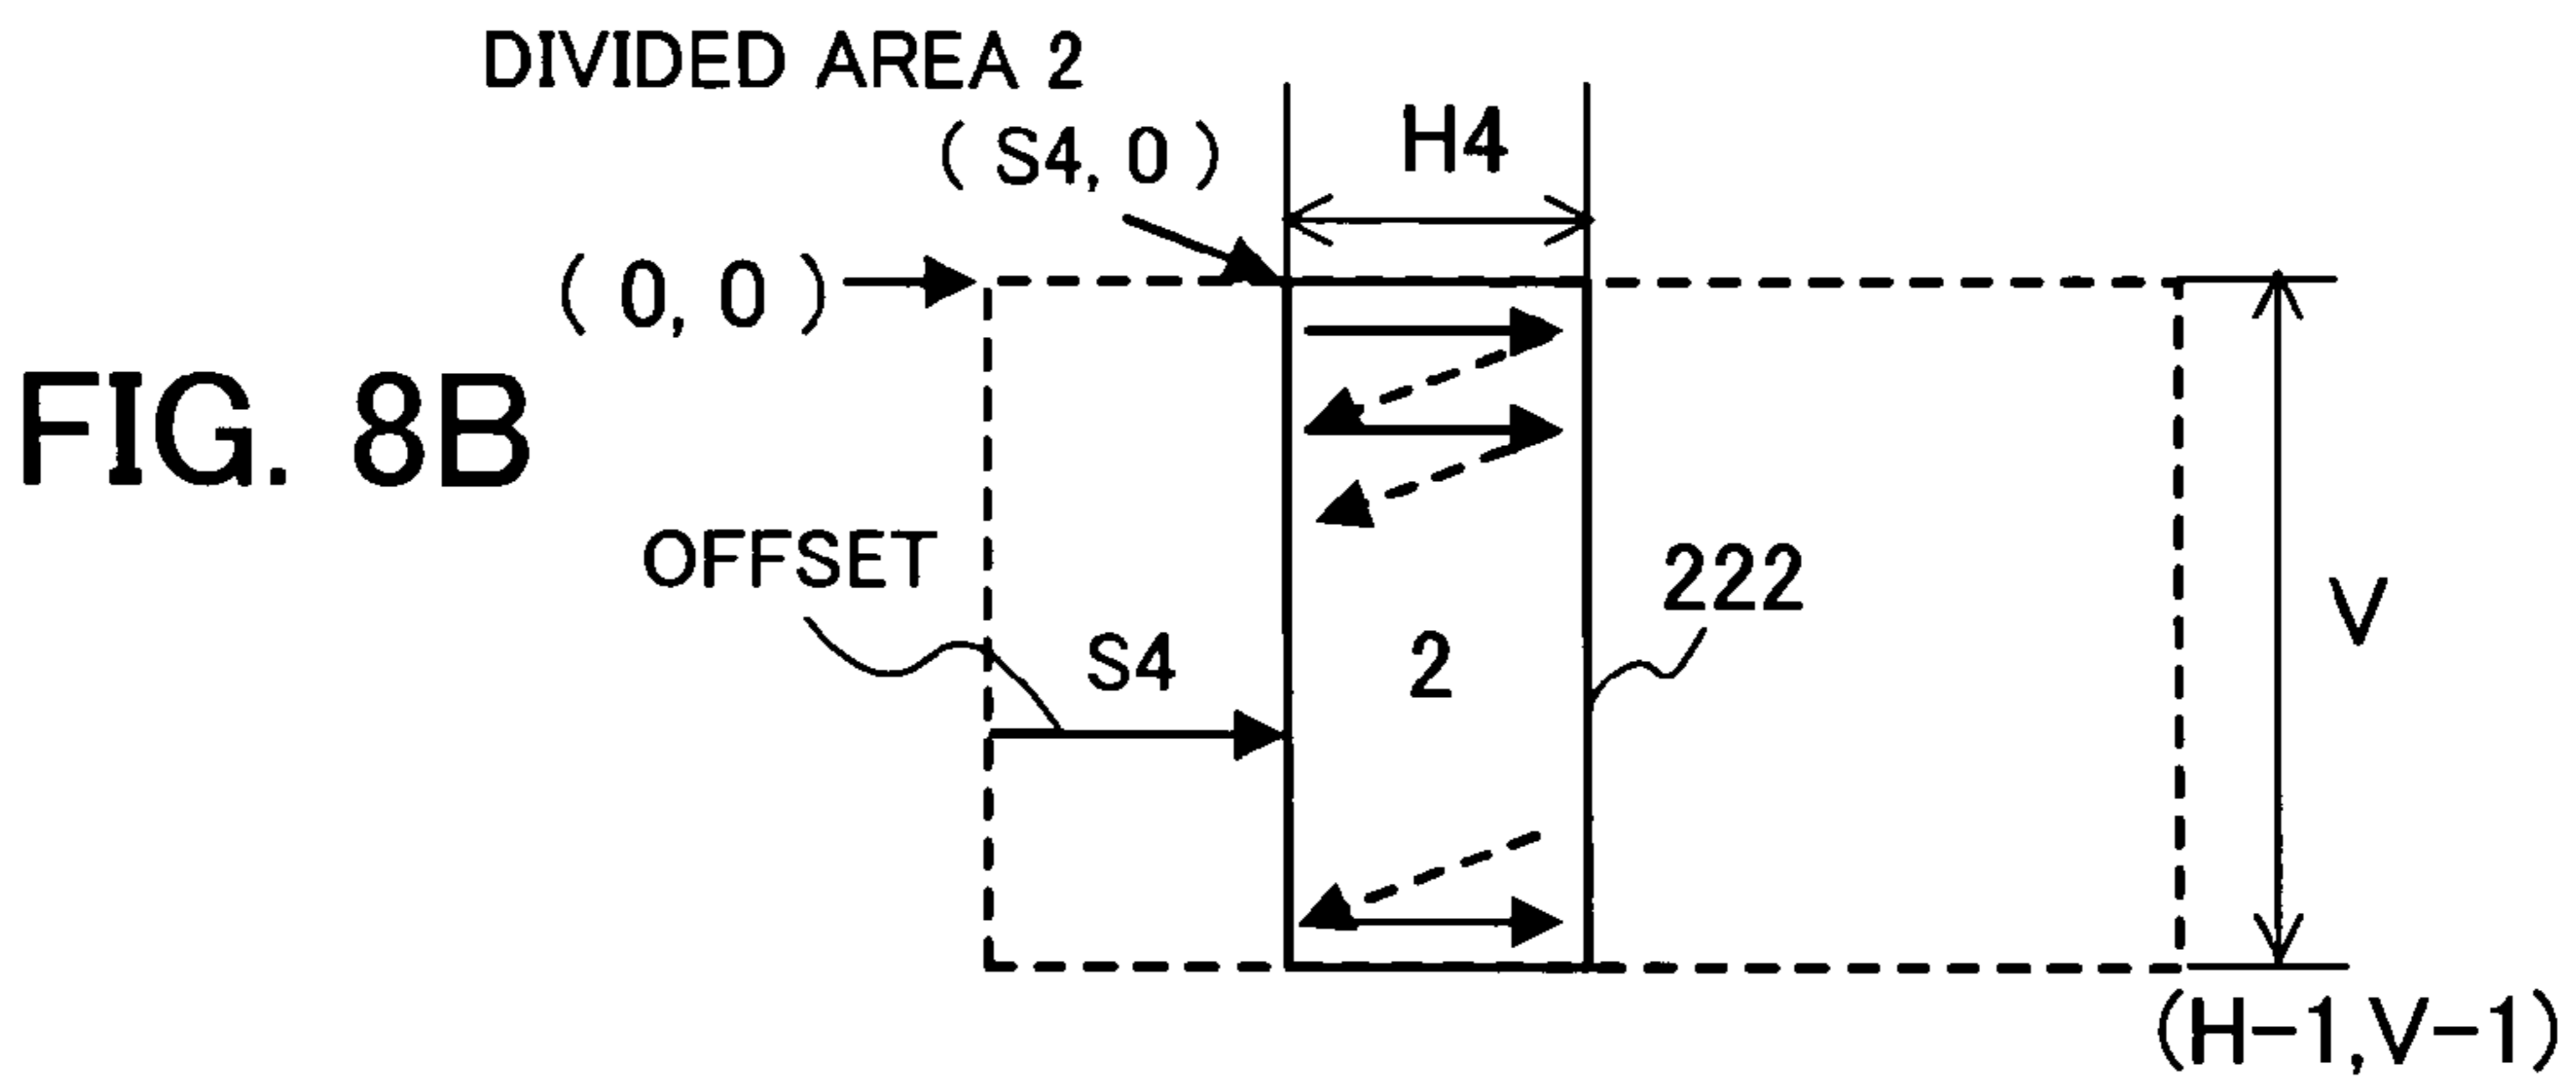 DIVIDED AREA 2
( S4, 0 )
H4
( 0, 0 )
FIG. 8B
OFFSET
222
S4
2
V
(H-1,V-1)